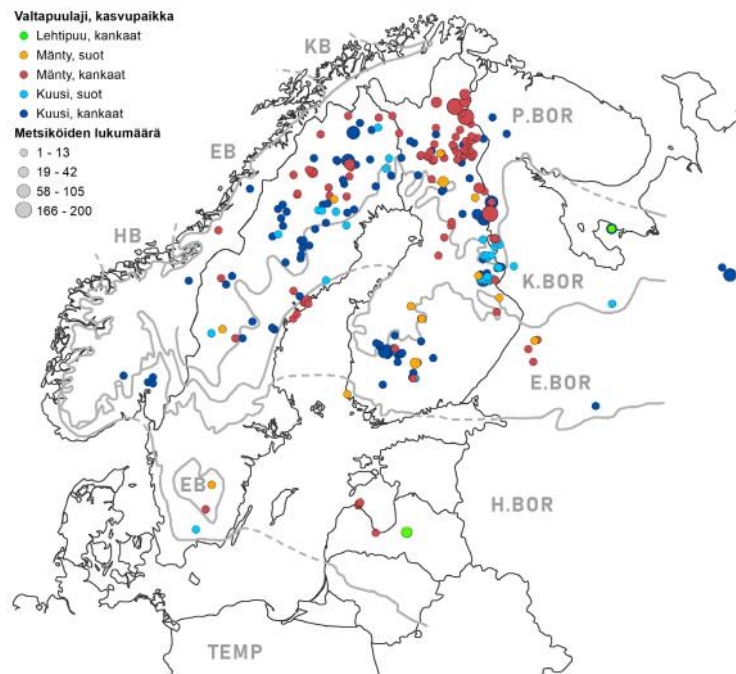 Valtapuulaji, kasvupaikka
Lehtipuu, kankaat
Mänty, suot
Mänty, kankaat
Kuusi, suot
Kuusi, kankaat
Metsiköiden lukumäärä
1 - 13
19 - 42
58 - 105
166 - 200
KB
P.BOR
EB
HB
K.BOR
E.BOR
EB
H.BOR
TEMP